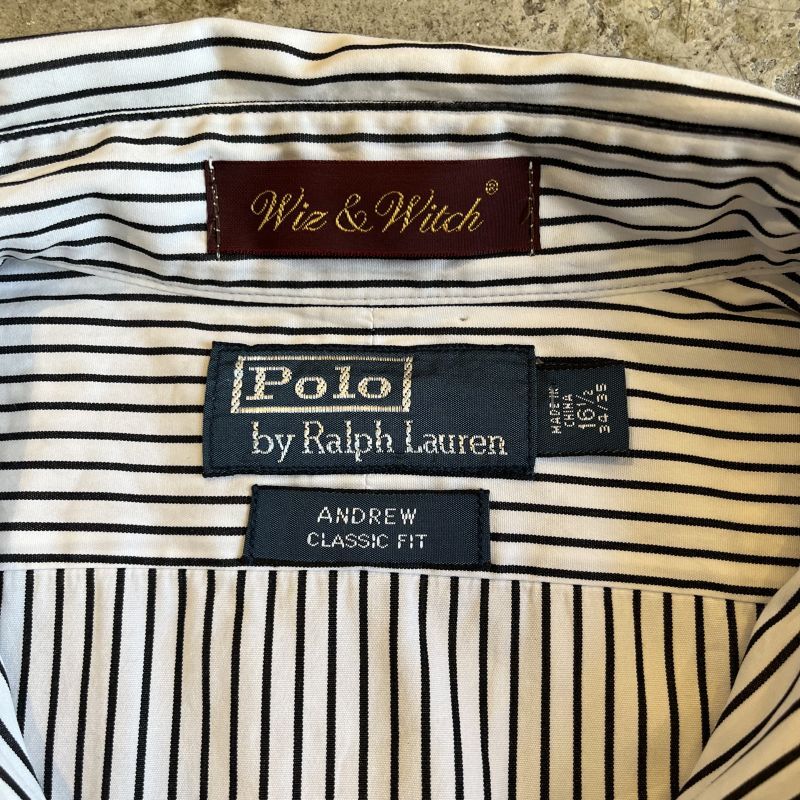 Wiz & Witch®
Polo
by Ralph Lauren
MADE IN
CHINA
16½
34/35
ANDREW
CLASSIC FIT